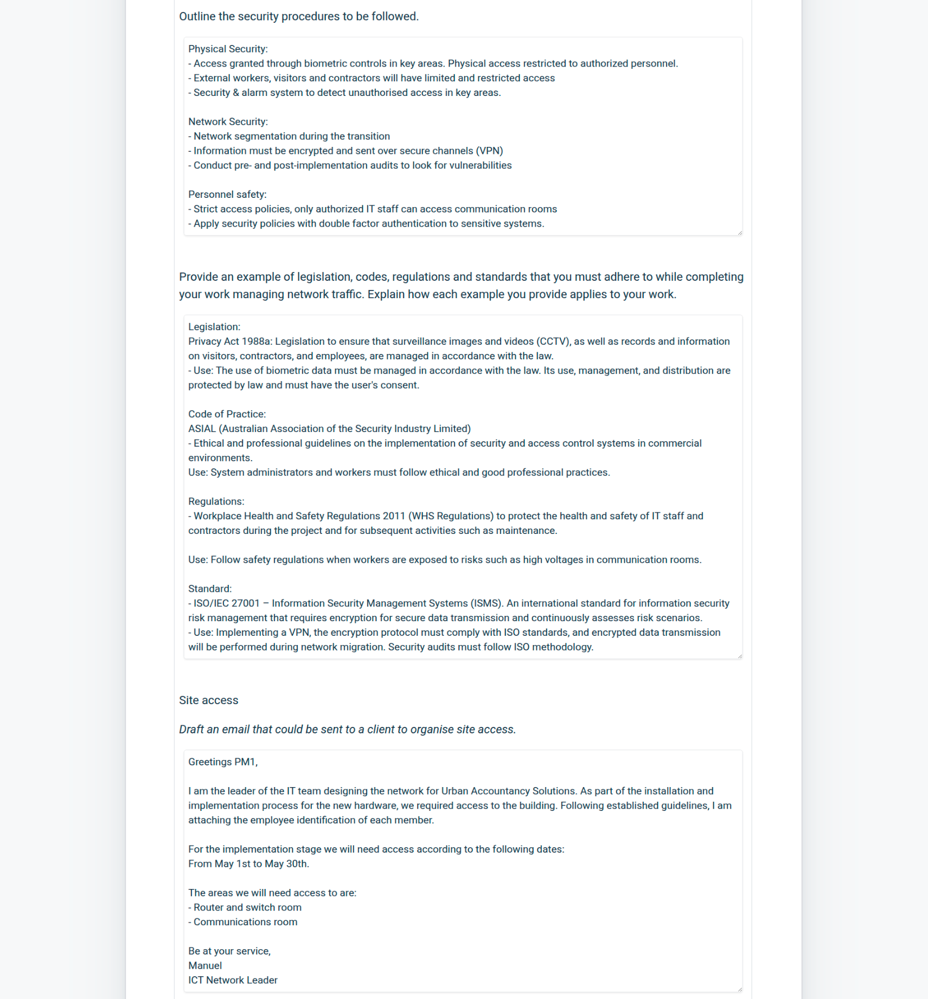 Outline the security procedures to be followed.
Physical Security:
- Access granted through biometric controls in key areas. Physical access restricted to authorized personnel.
- External workers, visitors and contractors will have limited and restricted access
- Security & alarm system to detect unauthorised access in key areas.
Network Security:
- Network segmentation during the transition
- Information must be encrypted and sent over secure channels (VPN)
- Conduct pre- and post-implementation audits to look for vulnerabilities
Personnel safety:
- Strict access policies, only authorized IT staff can access communication rooms
- Apply security policies with double factor authentication to sensitive systems.
Provide an example of legislation, codes, regulations and standards that you must adhere to while completing
your work managing network traffic. Explain how each example you provide applies to your work.
Legislation:
Privacy Act 1988a: Legislation to ensure that surveillance images and videos (CCTV), as well as records and information
on visitors, contractors, and employees, are managed in accordance with the law.
- Use: The use of biometric data must be managed in accordance with the law. Its use, management, and distribution are
protected by law and must have the user's consent.
Code of Practice:
ASIAL (Australian Association of the Security Industry Limited)
- Ethical and professional guidelines on the implementation of security and access control systems in commercial
environments.
Use: System administrators and workers must follow ethical and good professional practices.
Regulations:
- Workplace Health and Safety Regulations 2011 (WHS Regulations) to protect the health and safety of IT staff and
contractors during the project and for subsequent activities such as maintenance.
Use: Follow safety regulations when workers are exposed to risks such as high voltages in communication rooms.
Standard:
- ISO/IEC 27001 – Information Security Management Systems (ISMS). An international standard for information security
risk management that requires encryption for secure data transmission and continuously assesses risk scenarios.
- Use: Implementing a VPN, the encryption protocol must comply with ISO standards, and encrypted data transmission
will be performed during network migration. Security audits must follow ISO methodology.
Site access
Draft an email that could be sent to a client to organise site access.
Greetings PM1,
I am the leader of the IT team designing the network for Urban Accountancy Solutions. As part of the installation and
implementation process for the new hardware, we required access to the building. Following established guidelines, I am
attaching the employee identification of each member.
For the implementation stage we will need access according to the following dates:
From May 1st to May 30th.
The areas we will need access to are:
- Router and switch room
- Communications room
Be at your service,
Manuel
ICT Network Leader